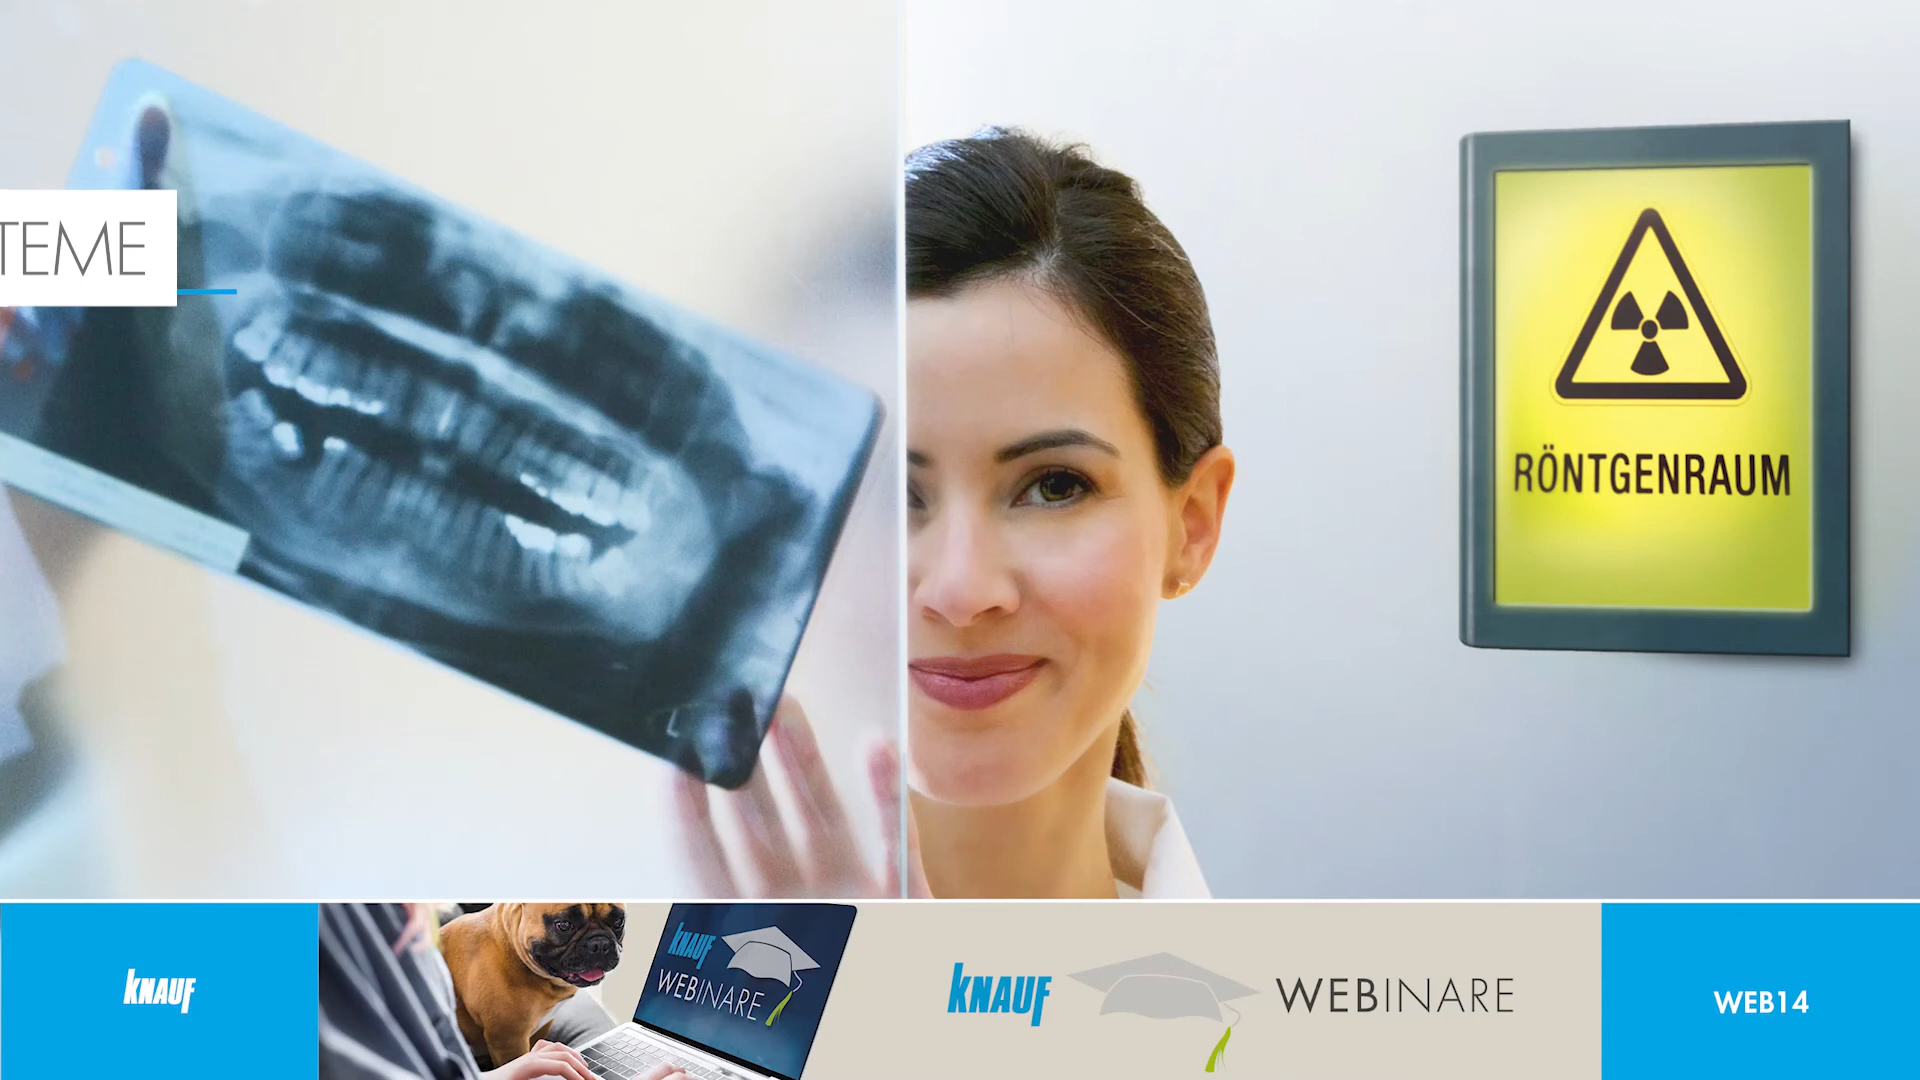 TEME
RÖNTGENRAUM
KNAUF
KNAUF
WEBINARE
KNAUF WEBINARE
WEB14